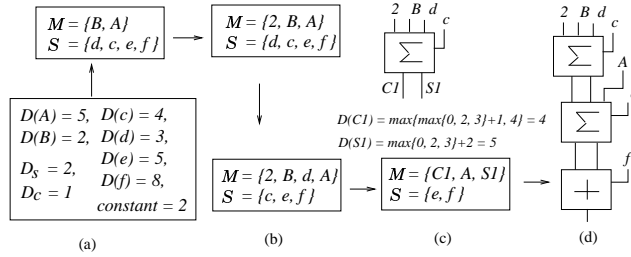 M = {B, A}
S = {d, c, e, f}
M = {2, B, A}
S = {d, c, e, f}
2 B d
c
Σ
C1 S1
2 B d
c
Σ
A
Σ
f
+
D(A) = 5, D(c) = 4,
D(B) = 2, D(d) = 3,
D(e) = 5,
D_S = 2, D(f) = 8,
D_C = 1
constant = 2
D(C1) = max{max{0, 2, 3}+1, 4} = 4
D(S1) = max{0, 2, 3}+2 = 5
M = {2, B, d, A}
S = {c, e, f}
M = {C1, A, S1}
S = {e, f}
(a) (b) (c) (d)